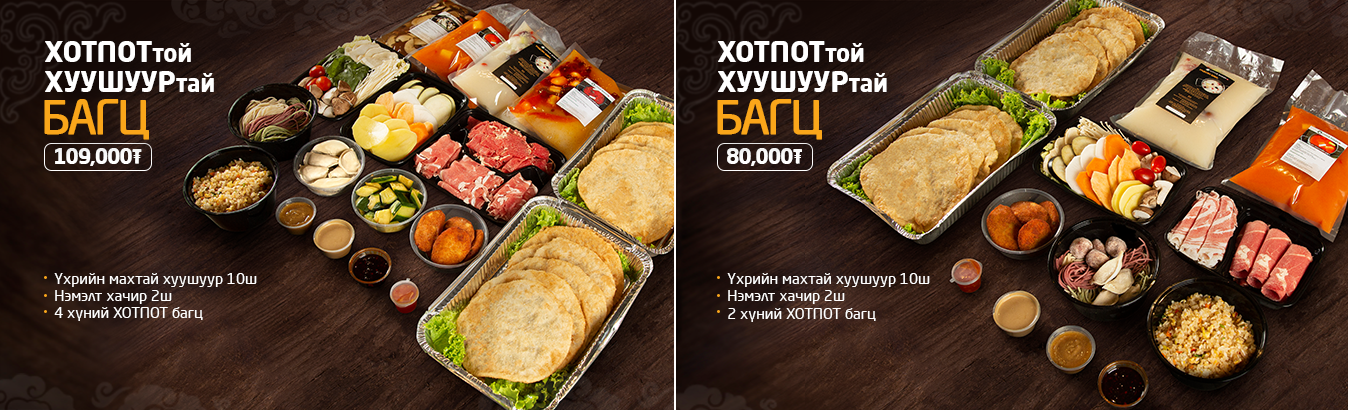 ХОТПОТтой
ХУУШУУРтай
БАГЦ
109,000₮
Үхрийн махтай хуушуур 10ш
Нэмэлт хачир 2ш
4 хүний ХОТПОТ багц
ХОТПОТтой
ХУУШУУРтай
БАГЦ
80,000₮
Үхрийн махтай хуушуур 10ш
Нэмэлт хачир 2ш
2 хүний ХОТПОТ багц